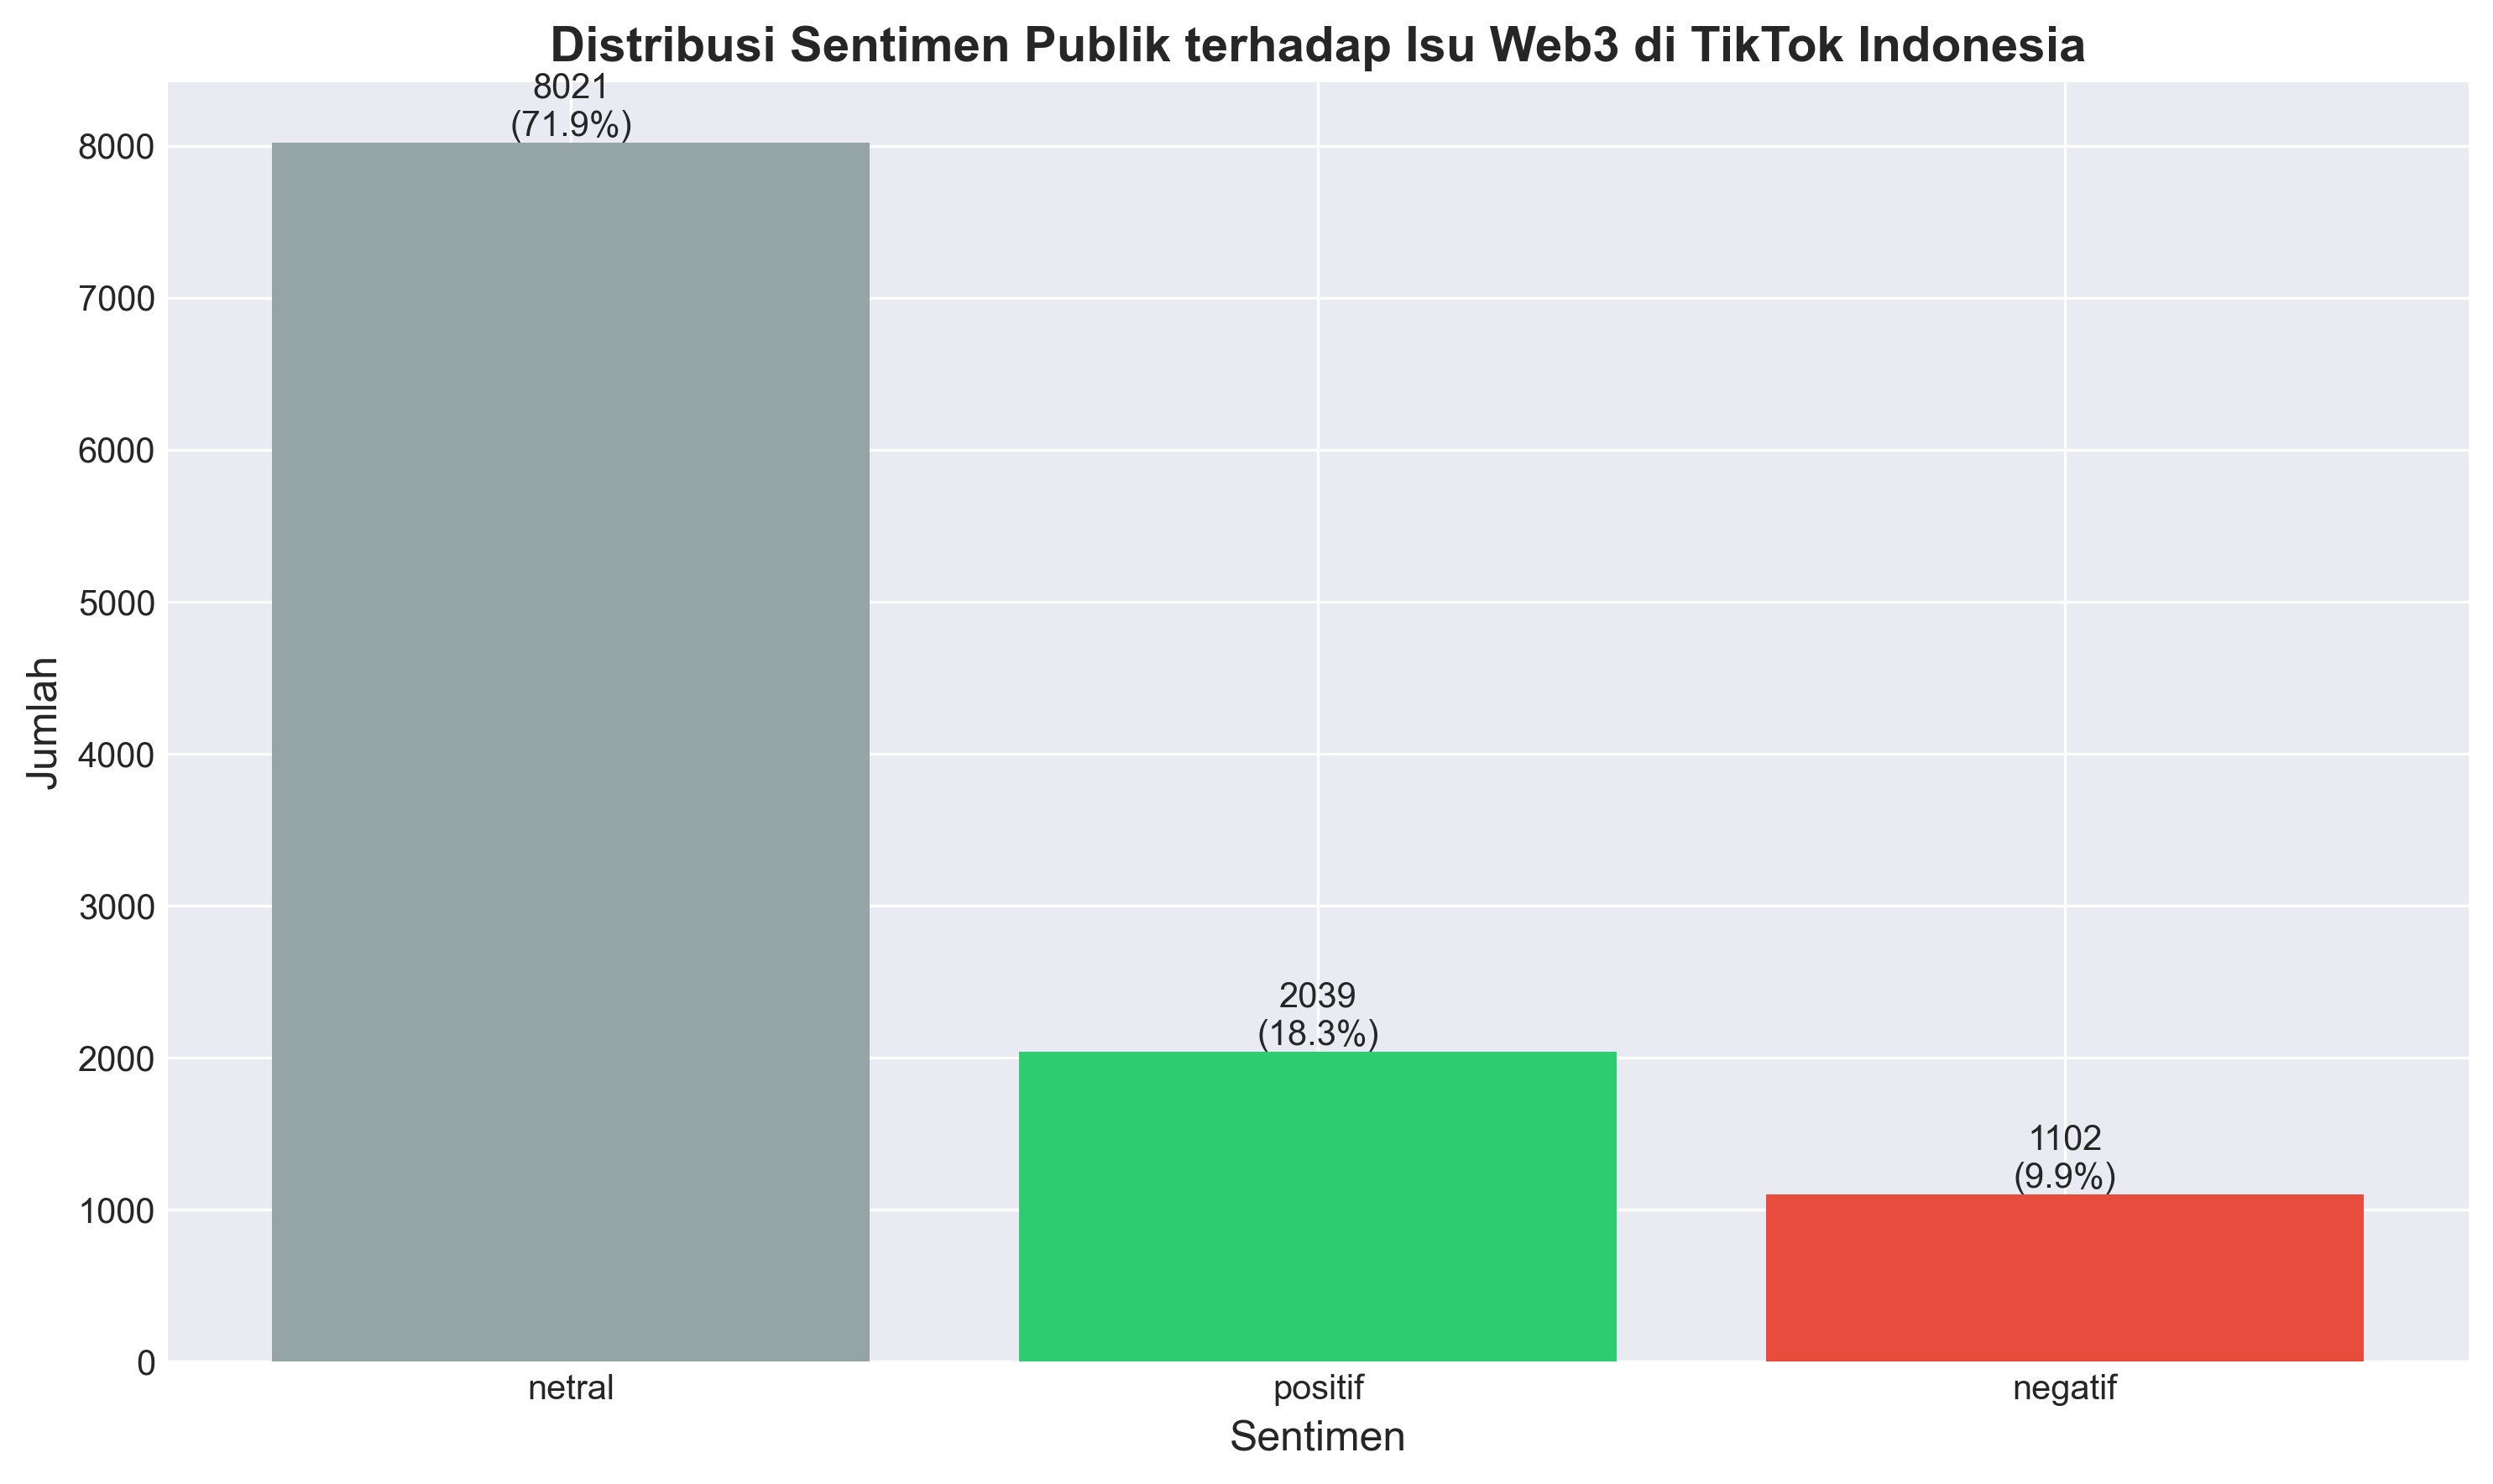 Distribusi Sentimen Publik terhadap Isu Web3 di TikTok Indonesia
8021
(71.9%)
8000
7000
6000
5000
4000
3000
2000
1000
0
Jumlah
2039
(18.3%)
1102
(9.9%)
netral
positif
negatif
Sentimen